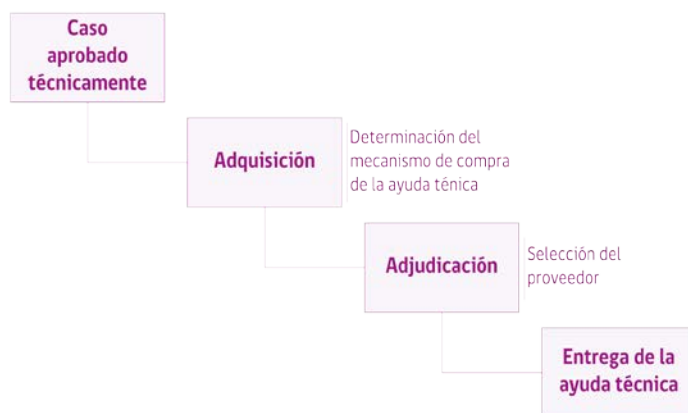 Caso
aprobado
técnicamente
Adquisición
Determinación del
mecanismo de compra
de la ayuda ténica
Adjudicación
Selección del
proveedor
Entrega de la
ayuda técnica